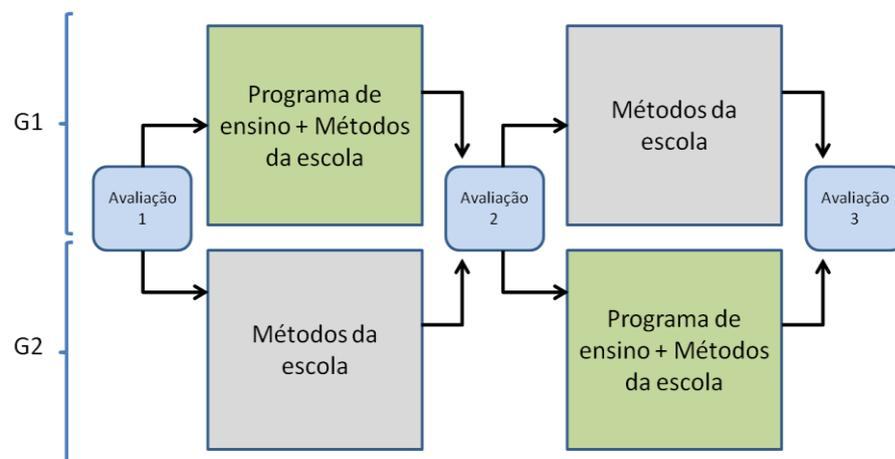 G1
Programa de
ensino + Métodos
da escola
Métodos da
escola
Avaliação
1
Avaliação
2
Avaliação
3
G2
Métodos da
escola
Programa de
ensino + Métodos
da escola